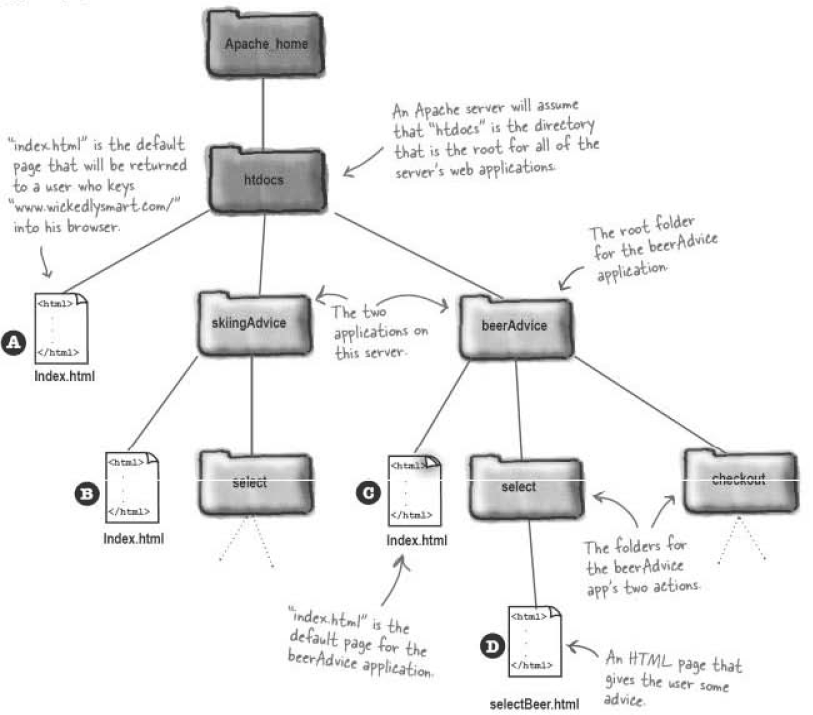 Apache_home
An Apache server will assume
that "htdocs" is the directory
that is the root for all of the
server's web applications.
"index.html" is the default
page that will be returned
to a user who keys
"www.wickedlysmart.com/"
into his browser.
htdocs
The root folder
for the beerAdvice
application
A
<html>
</html>
Index.html
skiingAdvice
The two
applications on
this server.
beerAdvice
B
<html>
</html>
Index.html
select
C
<html>
</html>
Index.html
select
checkout
The folders for
the beerAdvice
app's two actions.
"index.html" is the
default page for the
beerAdvice application.
D
<html>
</html>
selectBeer.html
An HTML page that
gives the user some
advice.